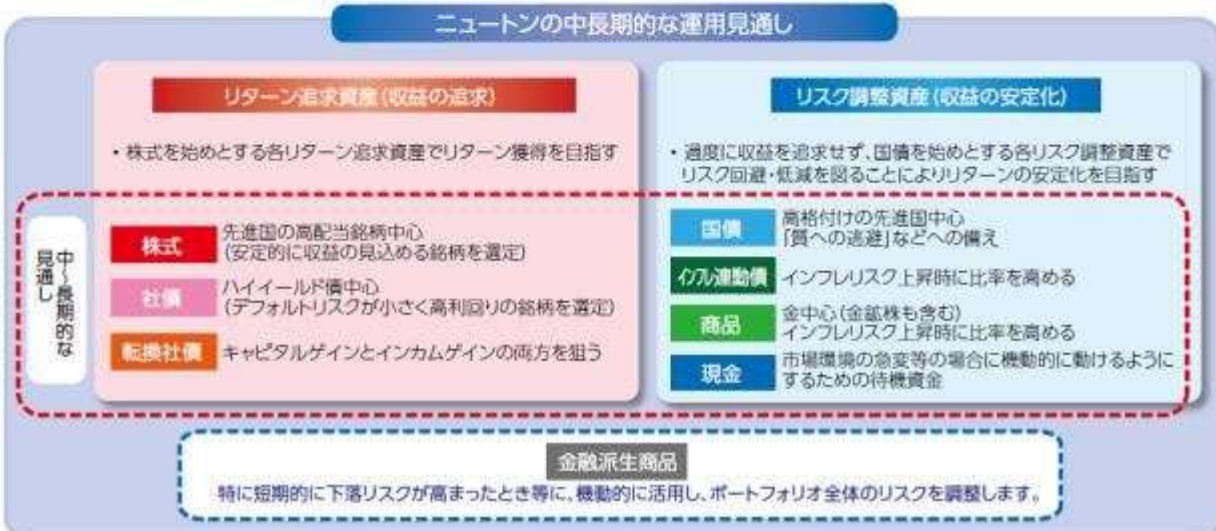 ニュートンの中長期的な運用見通し
リターン追求資産(収益の追求)
・株式を始めとする各リターン追求資産でリターン獲得を目指す
リスク調整資産(収益の安定化)
・過度に収益を追求せず、国債を始めとする各リスク調整資産で
リスク回避・低減を図ることによりリターンの安定化を目指す
中~長期的な
見通し
株式
先進国の高配当銘柄中心
(安定的に収益の見込める銘柄を選定)
社債
ハイイールド債中心
(デフォルトリスクが小さく高利回りの銘柄を選定)
転換社債
キャピタルゲインとインカムゲインの両方を狙う
国債
高格付けの先進国中心
「質への逃避」などへの備え
インフレ連動債
インフレリスク上昇時に比率を高める
商品
金中心(金鉱株も含む)
インフレリスク上昇時に比率を高める
現金
市場環境の急変等の場合に機動的に動けるように
するための待機資金
金融派生商品
特に短期的に下落リスクが高まったとき等に、機動的に活用し、ポートフォリオ全体のリスクを調整します。